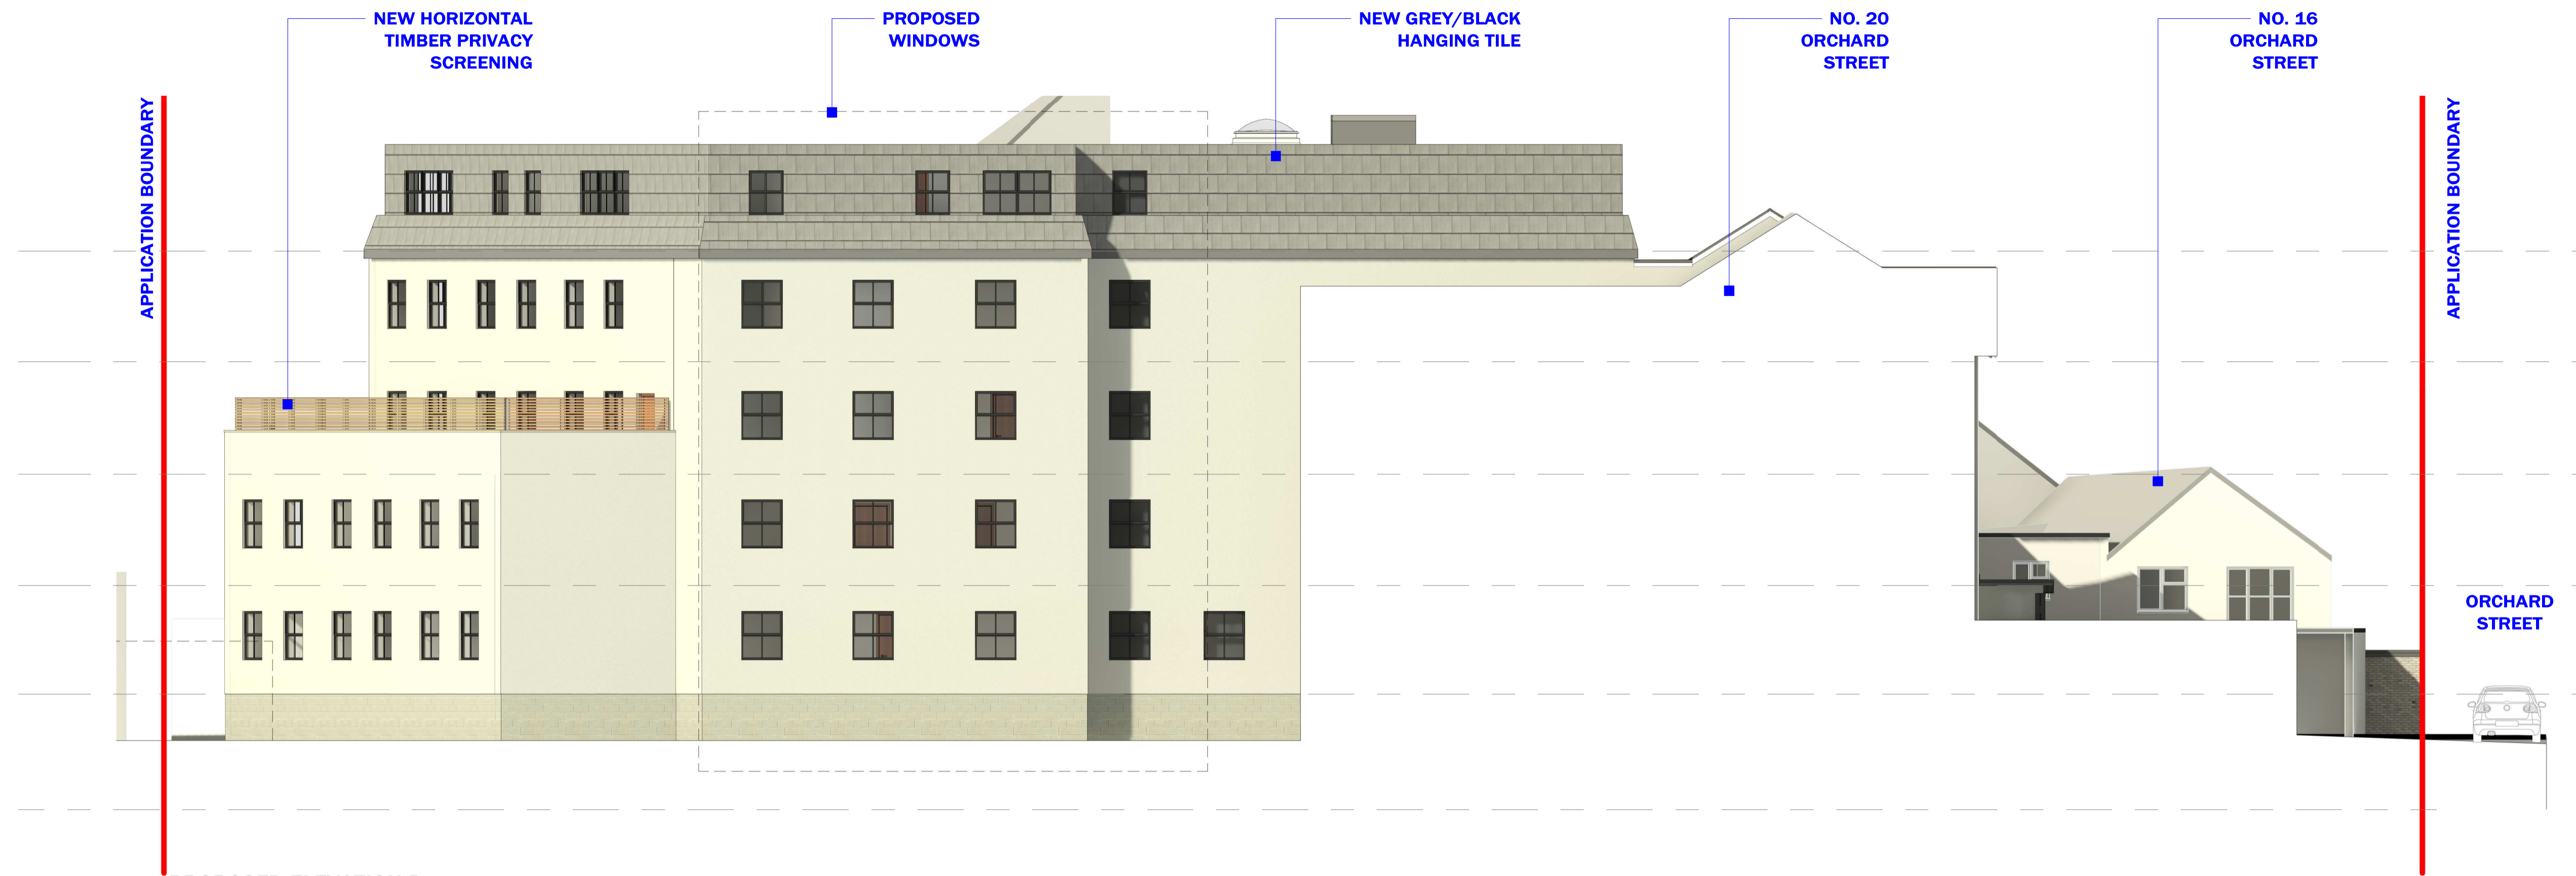 NEW HORIZONTAL
TIMBER PRIVACY
SCREENING
PROPOSED
WINDOWS
NEW GREY/BLACK
HANGING TILE
NO. 20
ORCHARD
STREET
NO. 16
ORCHARD
STREET
APPLICATION BOUNDARY
APPLICATION BOUNDARY
ORCHARD
STREET